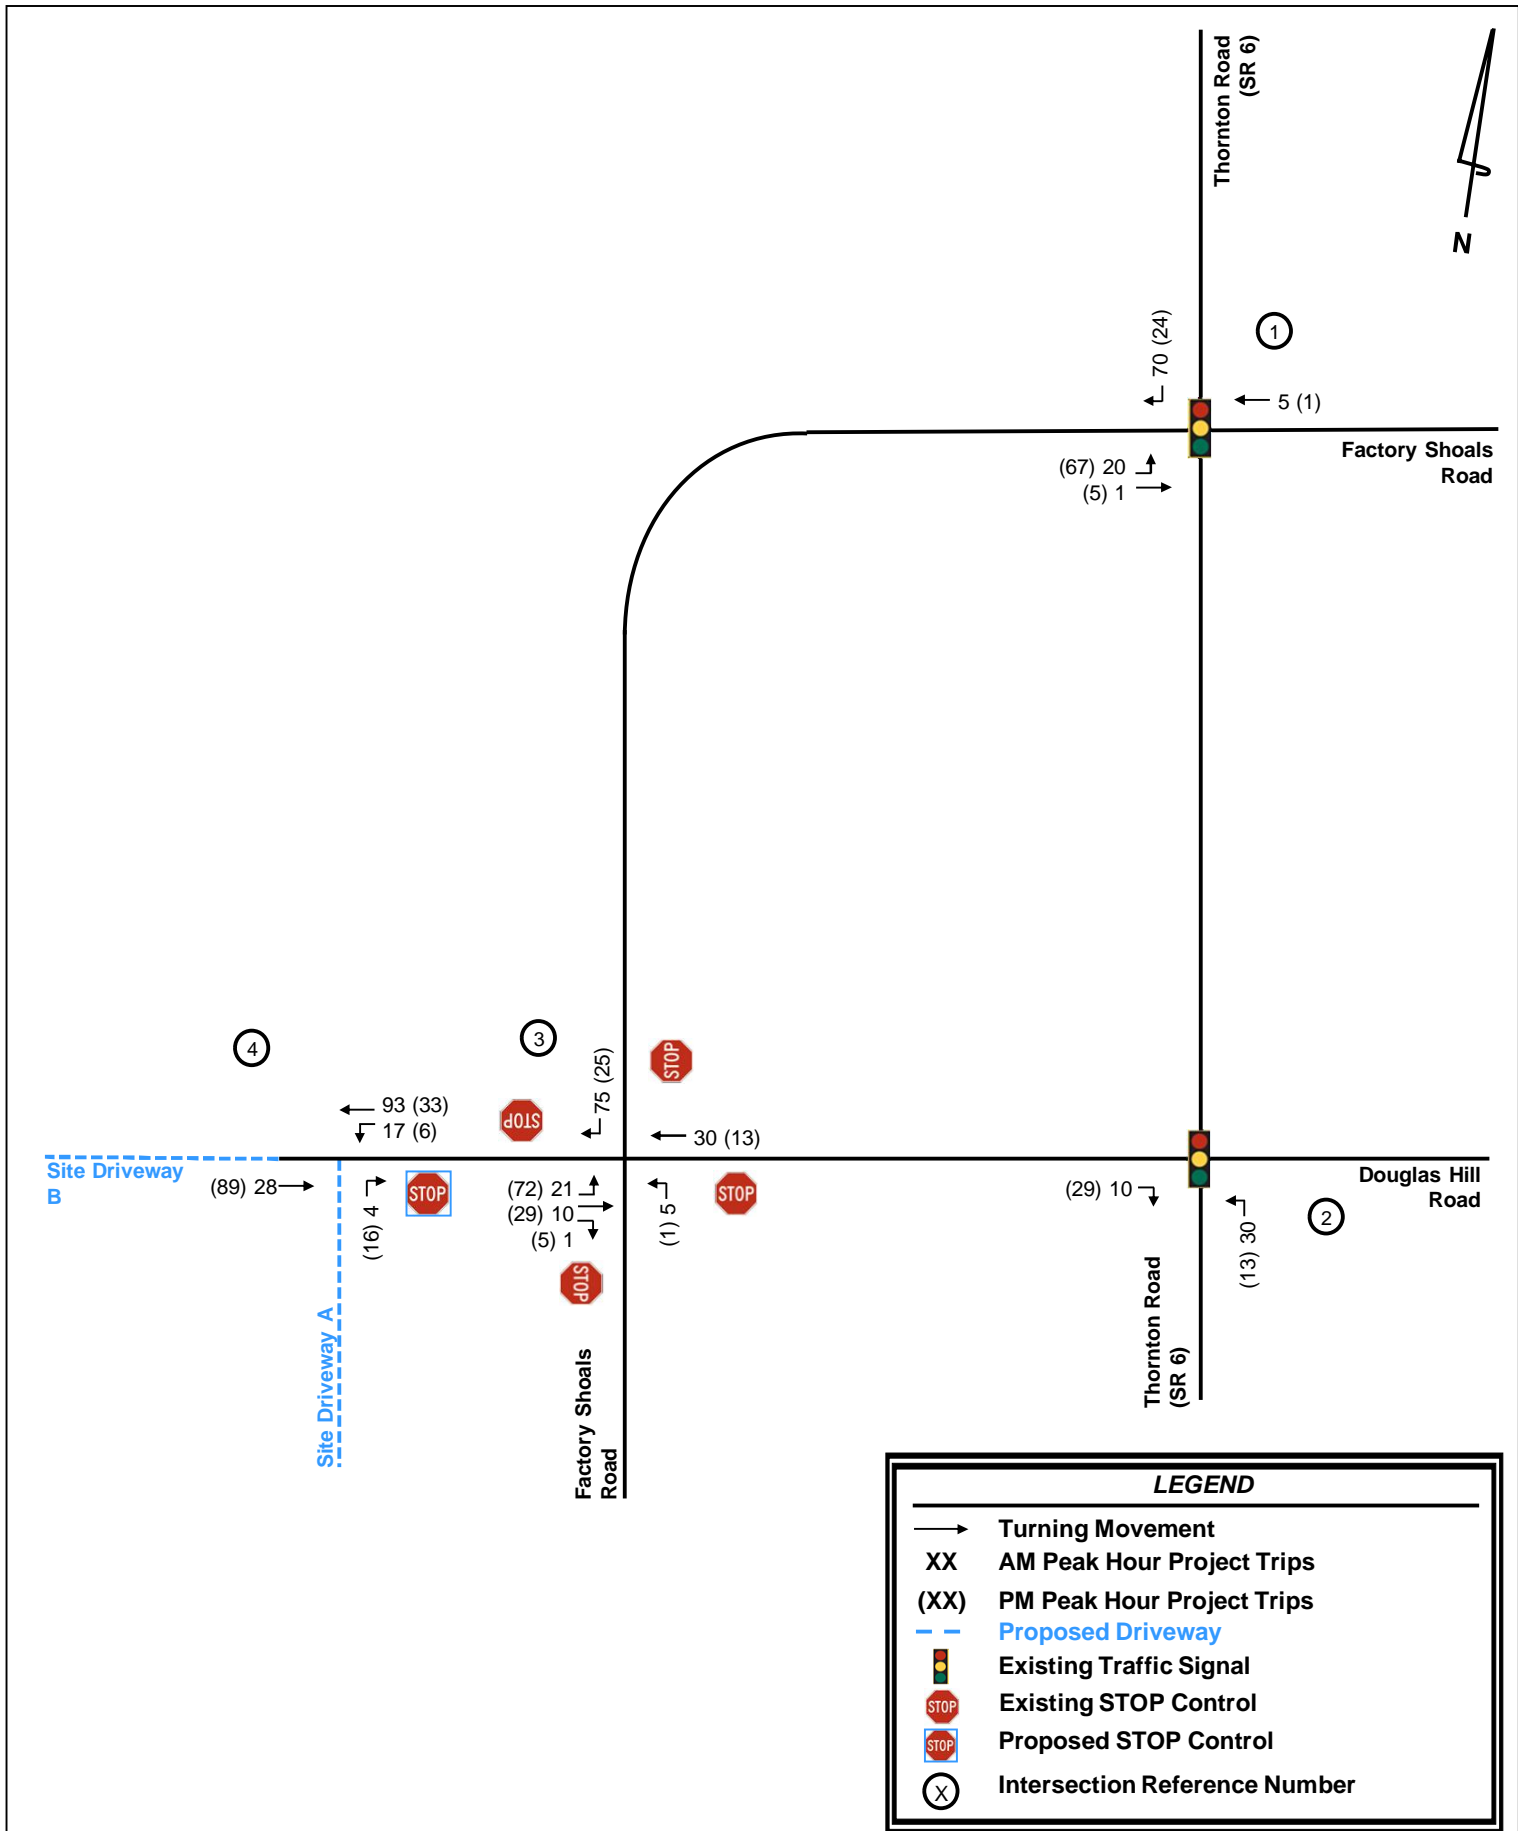 Thornton Road
(SR 6)
N
1
70 (24)
5 (1)
Factory Shoals
Road
(67) 20
(5) 1
4
3
75 (25)
STOP
93 (33)
17 (6)
STOP
30 (13)
Site Driveway
B
(89) 28
(16) 4
STOP
(72) 21
(29) 10
(5) 1
(1) 5
STOP
(29) 10
Douglas Hill
Road
2
(13) 30
STOP
Site Driveway A
Factory Shoals
Road
Thornton Road
(SR 6)
LEGEND
Turning Movement
XX AM Peak Hour Project Trips
(XX) PM Peak Hour Project Trips
Proposed Driveway
Existing Traffic Signal
STOP Existing STOP Control
STOP Proposed STOP Control
X Intersection Reference Number